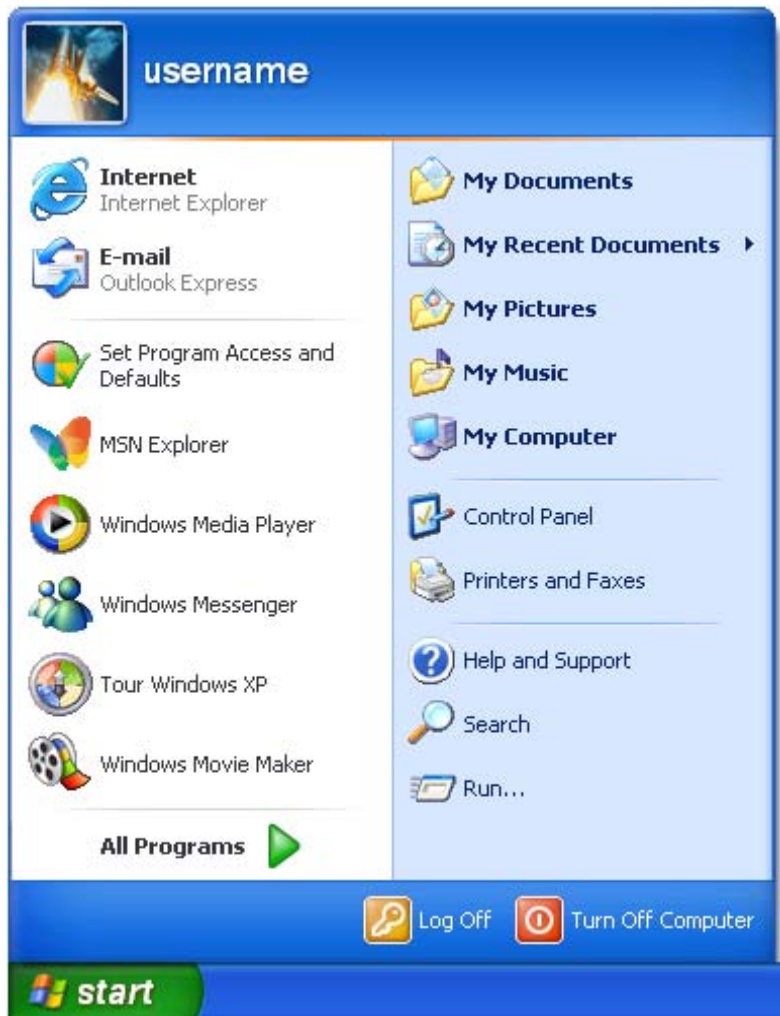 username
Internet
Internet Explorer
E-mail
Outlook Express
Set Program Access and
Defaults
MSN Explorer
Windows Media Player
Windows Messenger
Tour Windows XP
Windows Movie Maker
All Programs
My Documents
My Recent Documents
My Pictures
My Music
My Computer
Control Panel
Printers and Faxes
Help and Support
Search
Run...
Log Off
Turn Off Computer
start